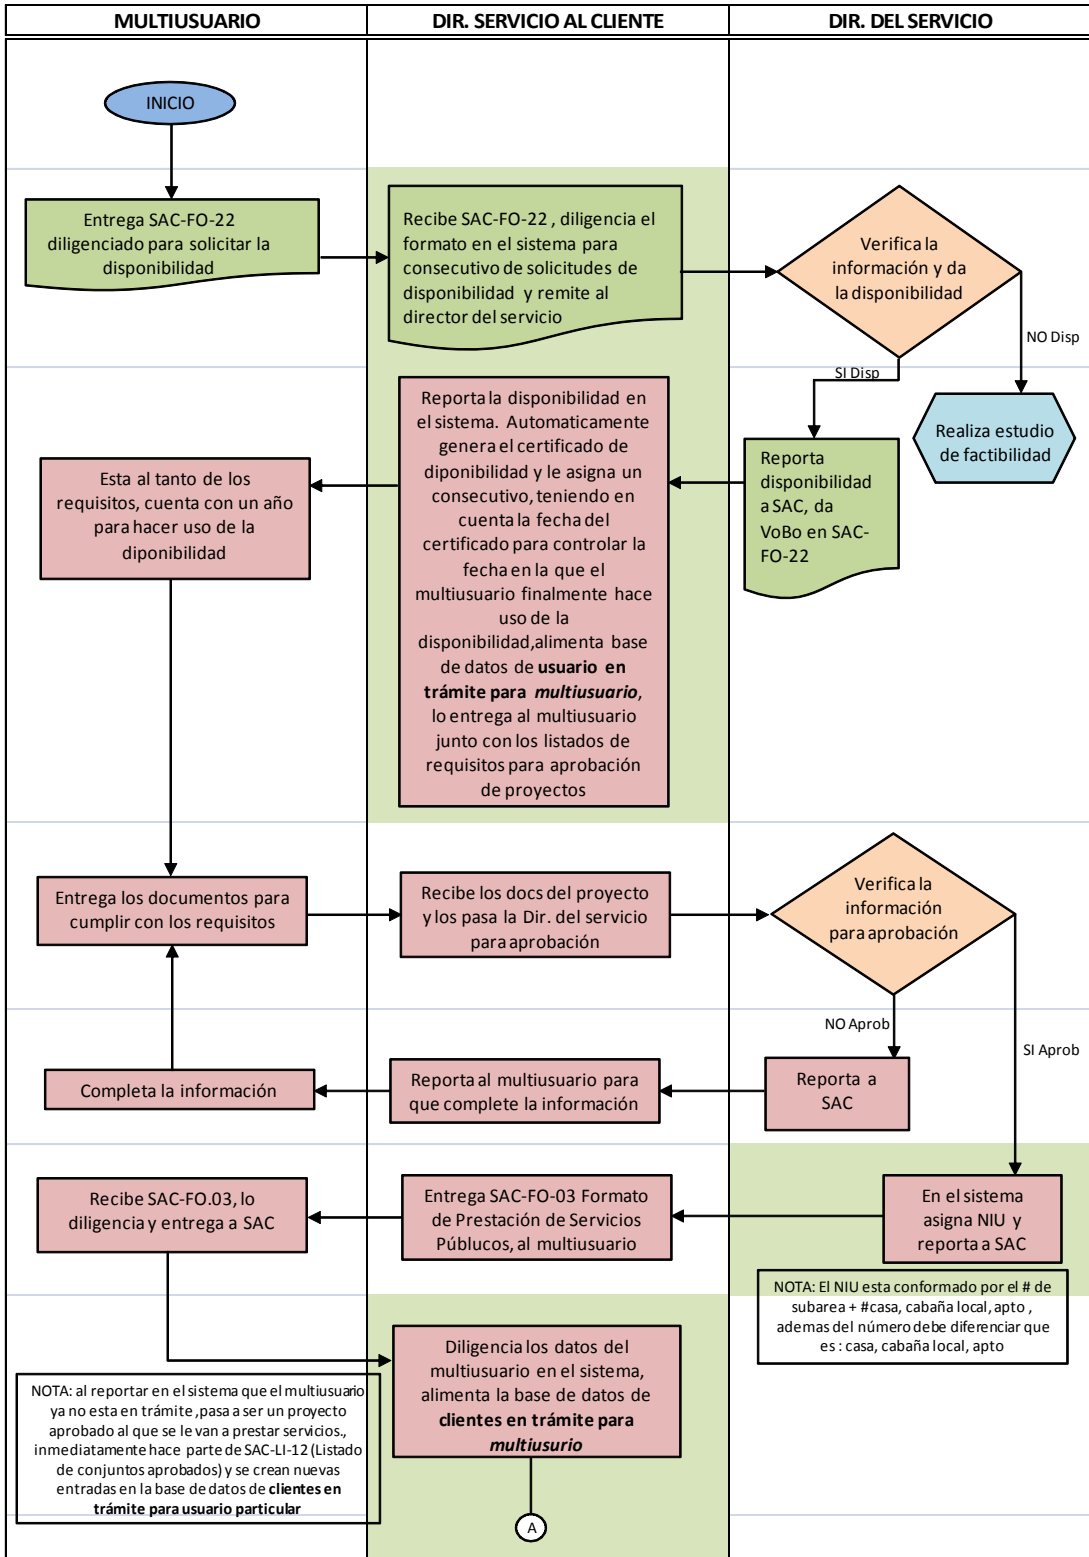 MULTIUSUARIO
DIR. SERVICIO AL CLIENTE
DIR. DEL SERVICIO
INICIO
Entrega SAC-FO-22
diligenciado para solicitar la
disponibilidad
Recibe SAC-FO-22 , diligencia el
formato en el sistema para
consecutivo de solicitudes de
disponibilidad y remite al
director del servicio
Verifica la
información y da
la disponibilidad
NO Disp
SI Disp
Realiza estudio
de factibilidad
Reporta
disponibilidad
a SAC, da
VoBo en SAC-
FO-22
Reporta la disponibilidad en
el sistema. Automaticamente
genera el certificado de
diponibilidad y le asigna un
consecutivo, teniendo en
cuenta la fecha del
certificado para controlar la
fecha en la que el
multiusuario finalmente hace
uso de la
disponibilidad,alimenta base
de datos de usuario en
trámite para multiusuario,
lo entrega al multiusuario
junto con los listados de
requisitos para aprobación
de proyectos
Esta al tanto de los
requisitos, cuenta con un año
para hacer uso de la
diponibilidad
Entrega los documentos para
cumplir con los requisitos
Recibe los docs del proyecto
y los pasa la Dir. del servicio
para aprobación
Verifica la
información
para aprobación
NO Aprob
SI Aprob
Reporta a
SAC
Reporta al multiusuario para
que complete la información
Completa la información
En el sistema
asigna NIU y
reporta a SAC
Entrega SAC-FO-03 Formato
de Prestación de Servicios
Públucos, al multiusuario
Recibe SAC-FO.03, lo
diligencia y entrega a SAC
NOTA: El NIU esta conformado por el # de
subarea + #casa, cabaña local, apto ,
ademas del número debe diferenciar que
es : casa, cabaña local, apto
Diligencia los datos del
multiusuario en el sistema,
alimenta la base de datos de
clientes en trámite para
multiusurio
NOTA: al reportar en el sistema que el multiusuario
ya no esta en trámite ,pasa a ser un proyecto
aprobado al que se le van a prestar servicios.,
inmediatamente hace parte de SAC-LI-12 (Listado
de conjuntos aprobados) y se crean nuevas
entradas en la base de datos de clientes en
trámite para usuario particular
A